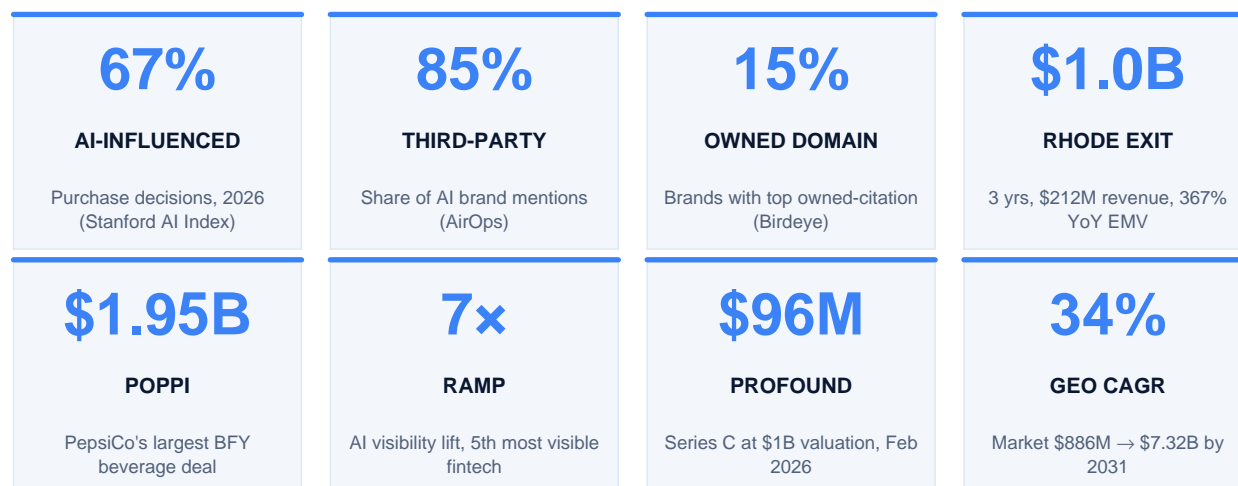 67%
AI-INFLUENCED
Purchase decisions, 2026
(Stanford AI Index)
85%
THIRD-PARTY
Share of AI brand mentions
(AirOps)
15%
OWNED DOMAIN
Brands with top owned-citation
(Birdeye)
$1.0B
RHODE EXIT
3 yrs, $212M revenue, 367%
YoY EMV
$1.95B
POPPI
PepsiCo's largest BFY
beverage deal
7×
RAMP
AI visibility lift, 5th most visible
fintech
$96M
PROFOUND
Series C at $1B valuation, Feb
2026
34%
GEO CAGR
Market $886M → $7.32B by
2031